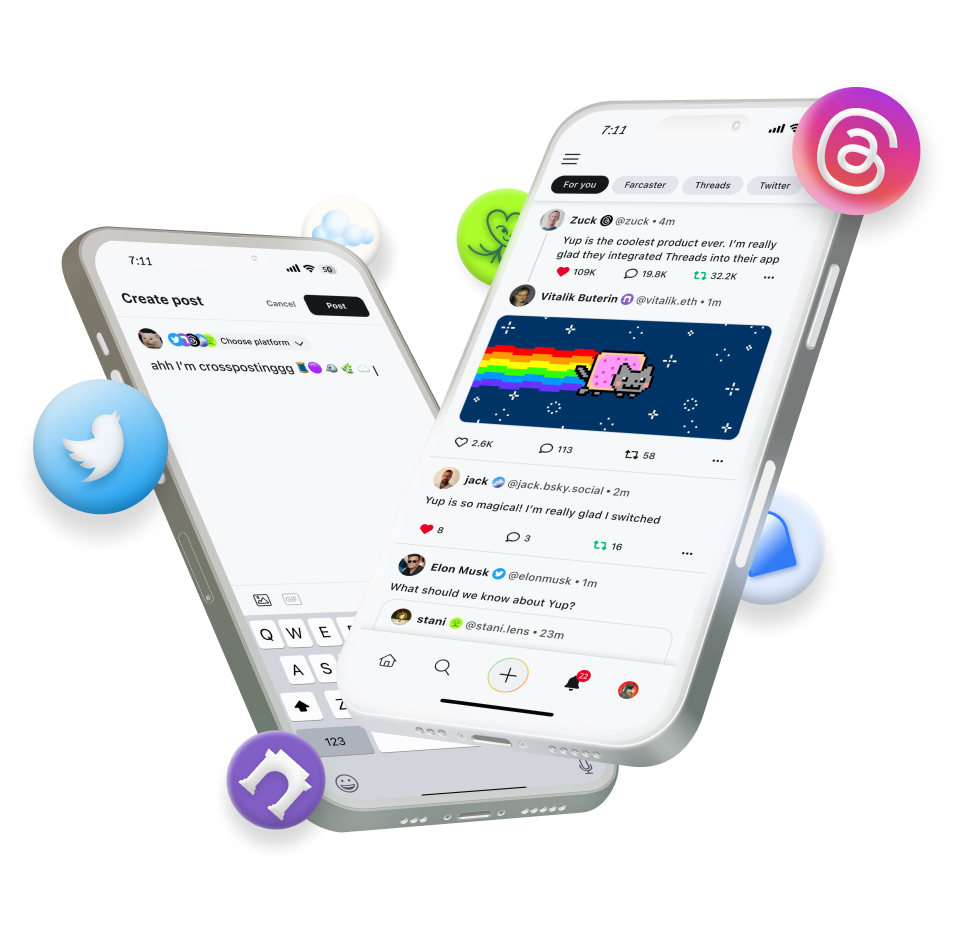 7:11
50
Create post
Cancel
Post
Choose platform
ahh I'm crosspostinggg
GIF
Q W E
A S
Z
123
7:11
For you
Farcaster
Threads
Twitter
Zuck @zuck • 4m
Yup is the coolest product ever. I'm really
glad they integrated Threads into their app
109K
19.8K
32.2K
Vitalik Buterin @vitalik.eth • 1m
2.6K
113
58
jack @jack.bsky.social • 2m
Yup is so magical! I'm really glad I switched
8
3
16
Elon Musk @elonmusk • 1m
What should we know about Yup?
stani @stani.lens • 23m
22